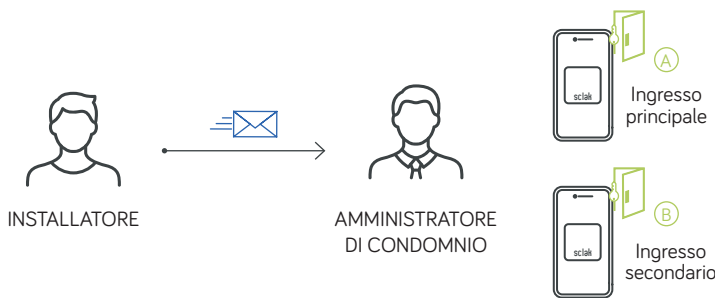 INSTALLATORE
AMMINISTRATORE
DI CONDOMNIO
sclak
A
Ingresso
principale
sclak
B
Ingresso
secondario